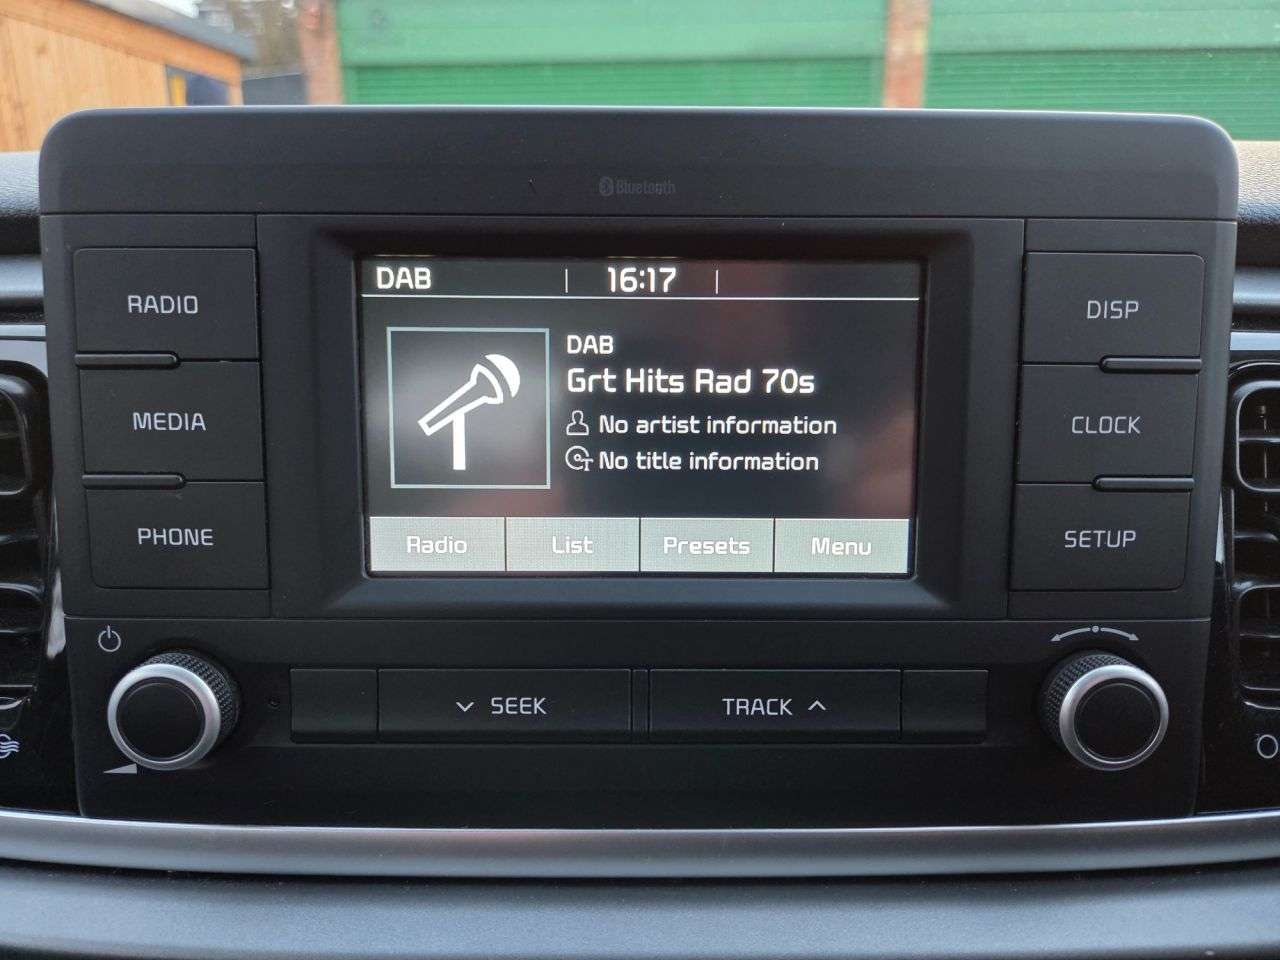 Bluetooth
RADIO
MEDIA
PHONE
DAB 16:17
DAB
Grt Hits Rad 70s
No artist information
No title information
Radio List Presets Menu
DISP
CLOCK
SETUP
SEEK TRACK